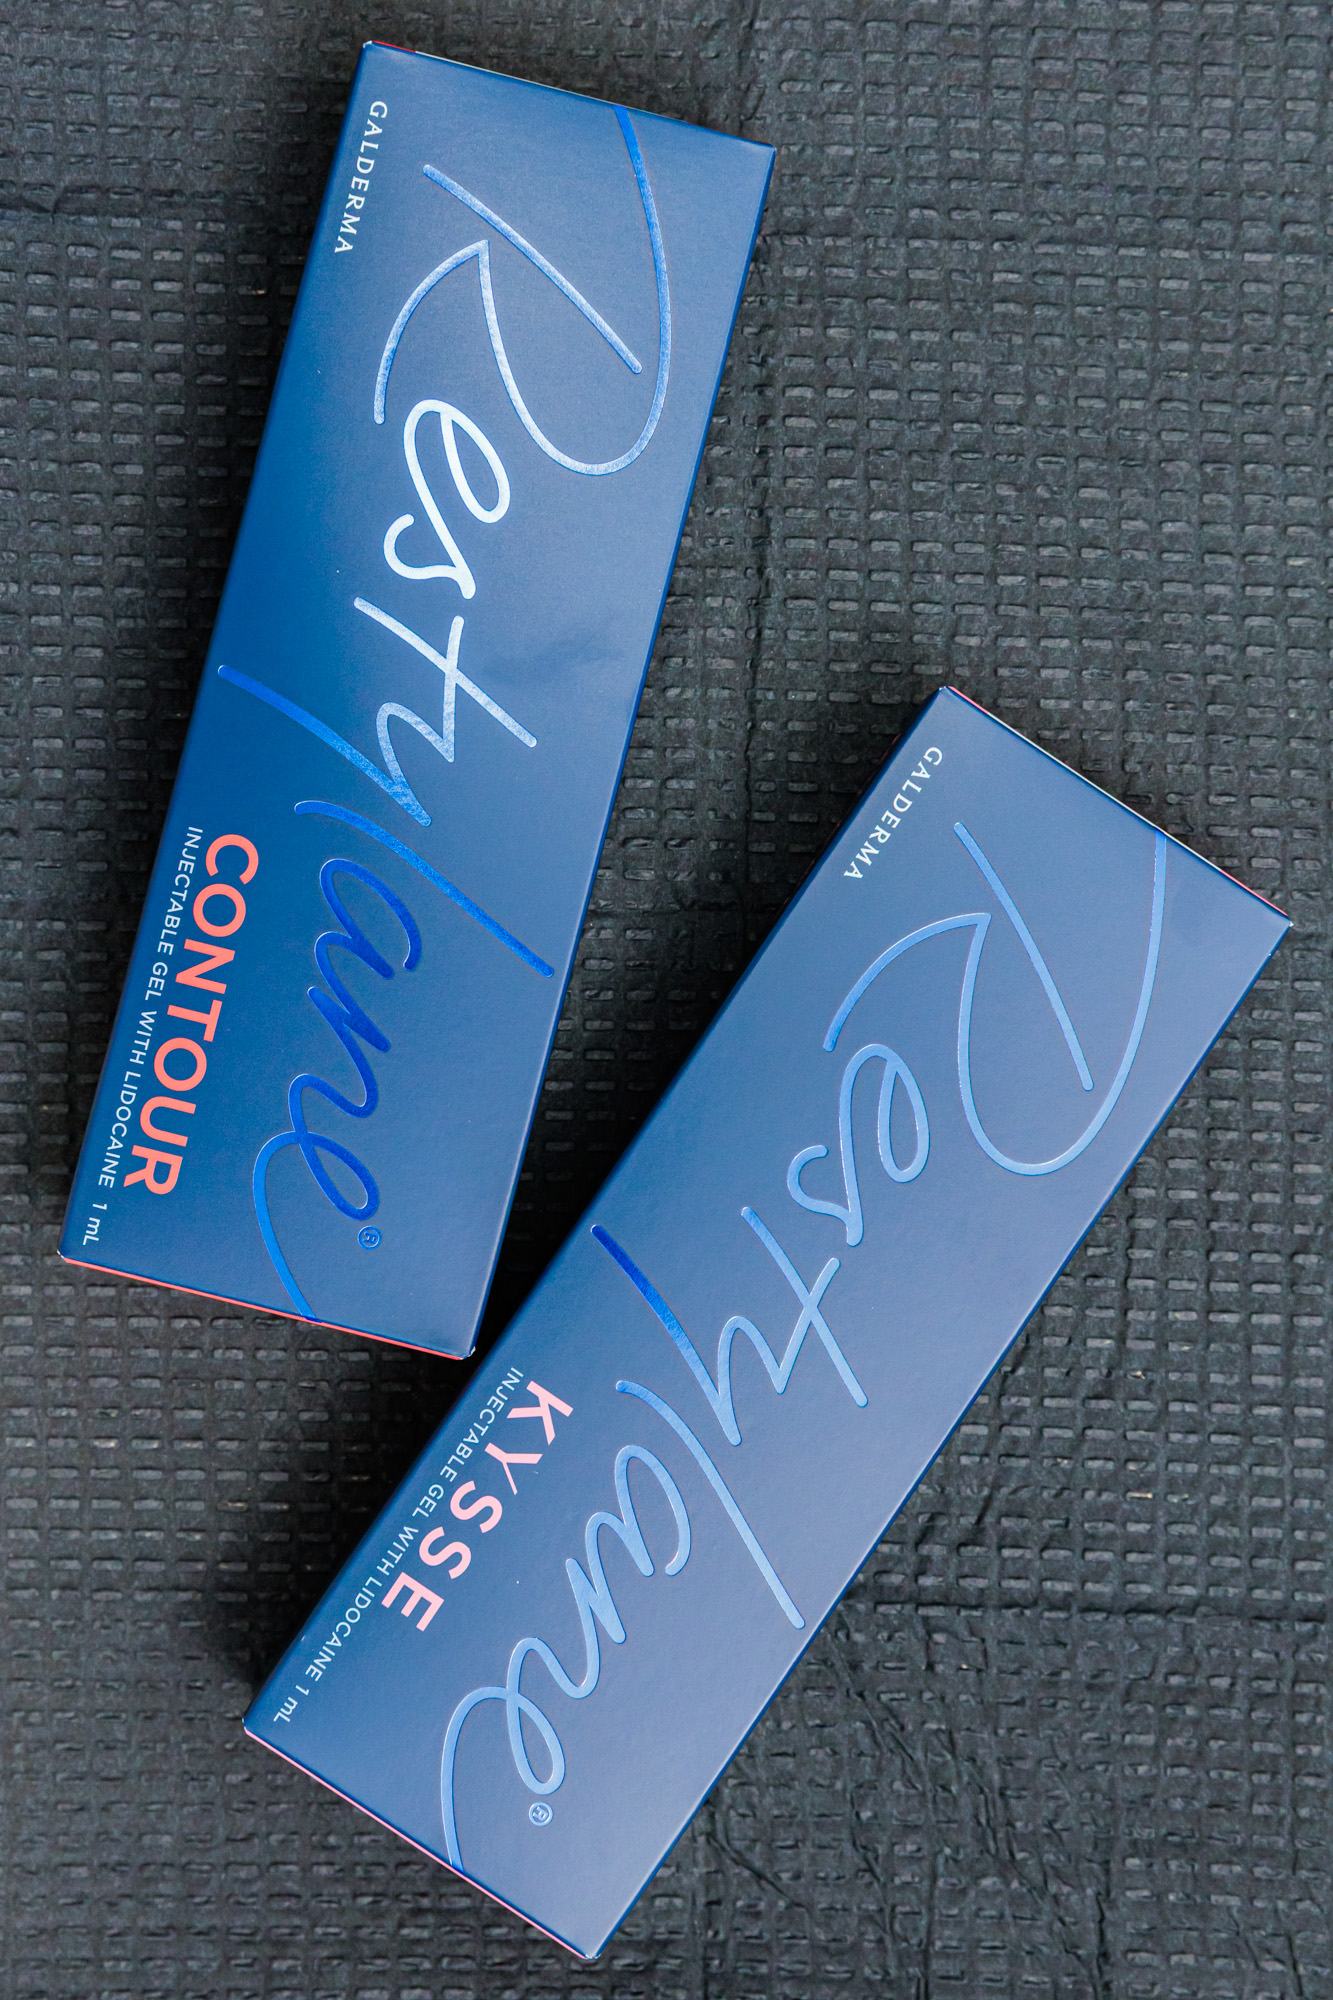 GALDERMA
Restylane®
CONTOUR
INJECTABLE GEL WITH LIDOCAINE 1 mL
GALDERMA
Restylane®
KYSSE
INJECTABLE GEL WITH LIDOCAINE 1 mL